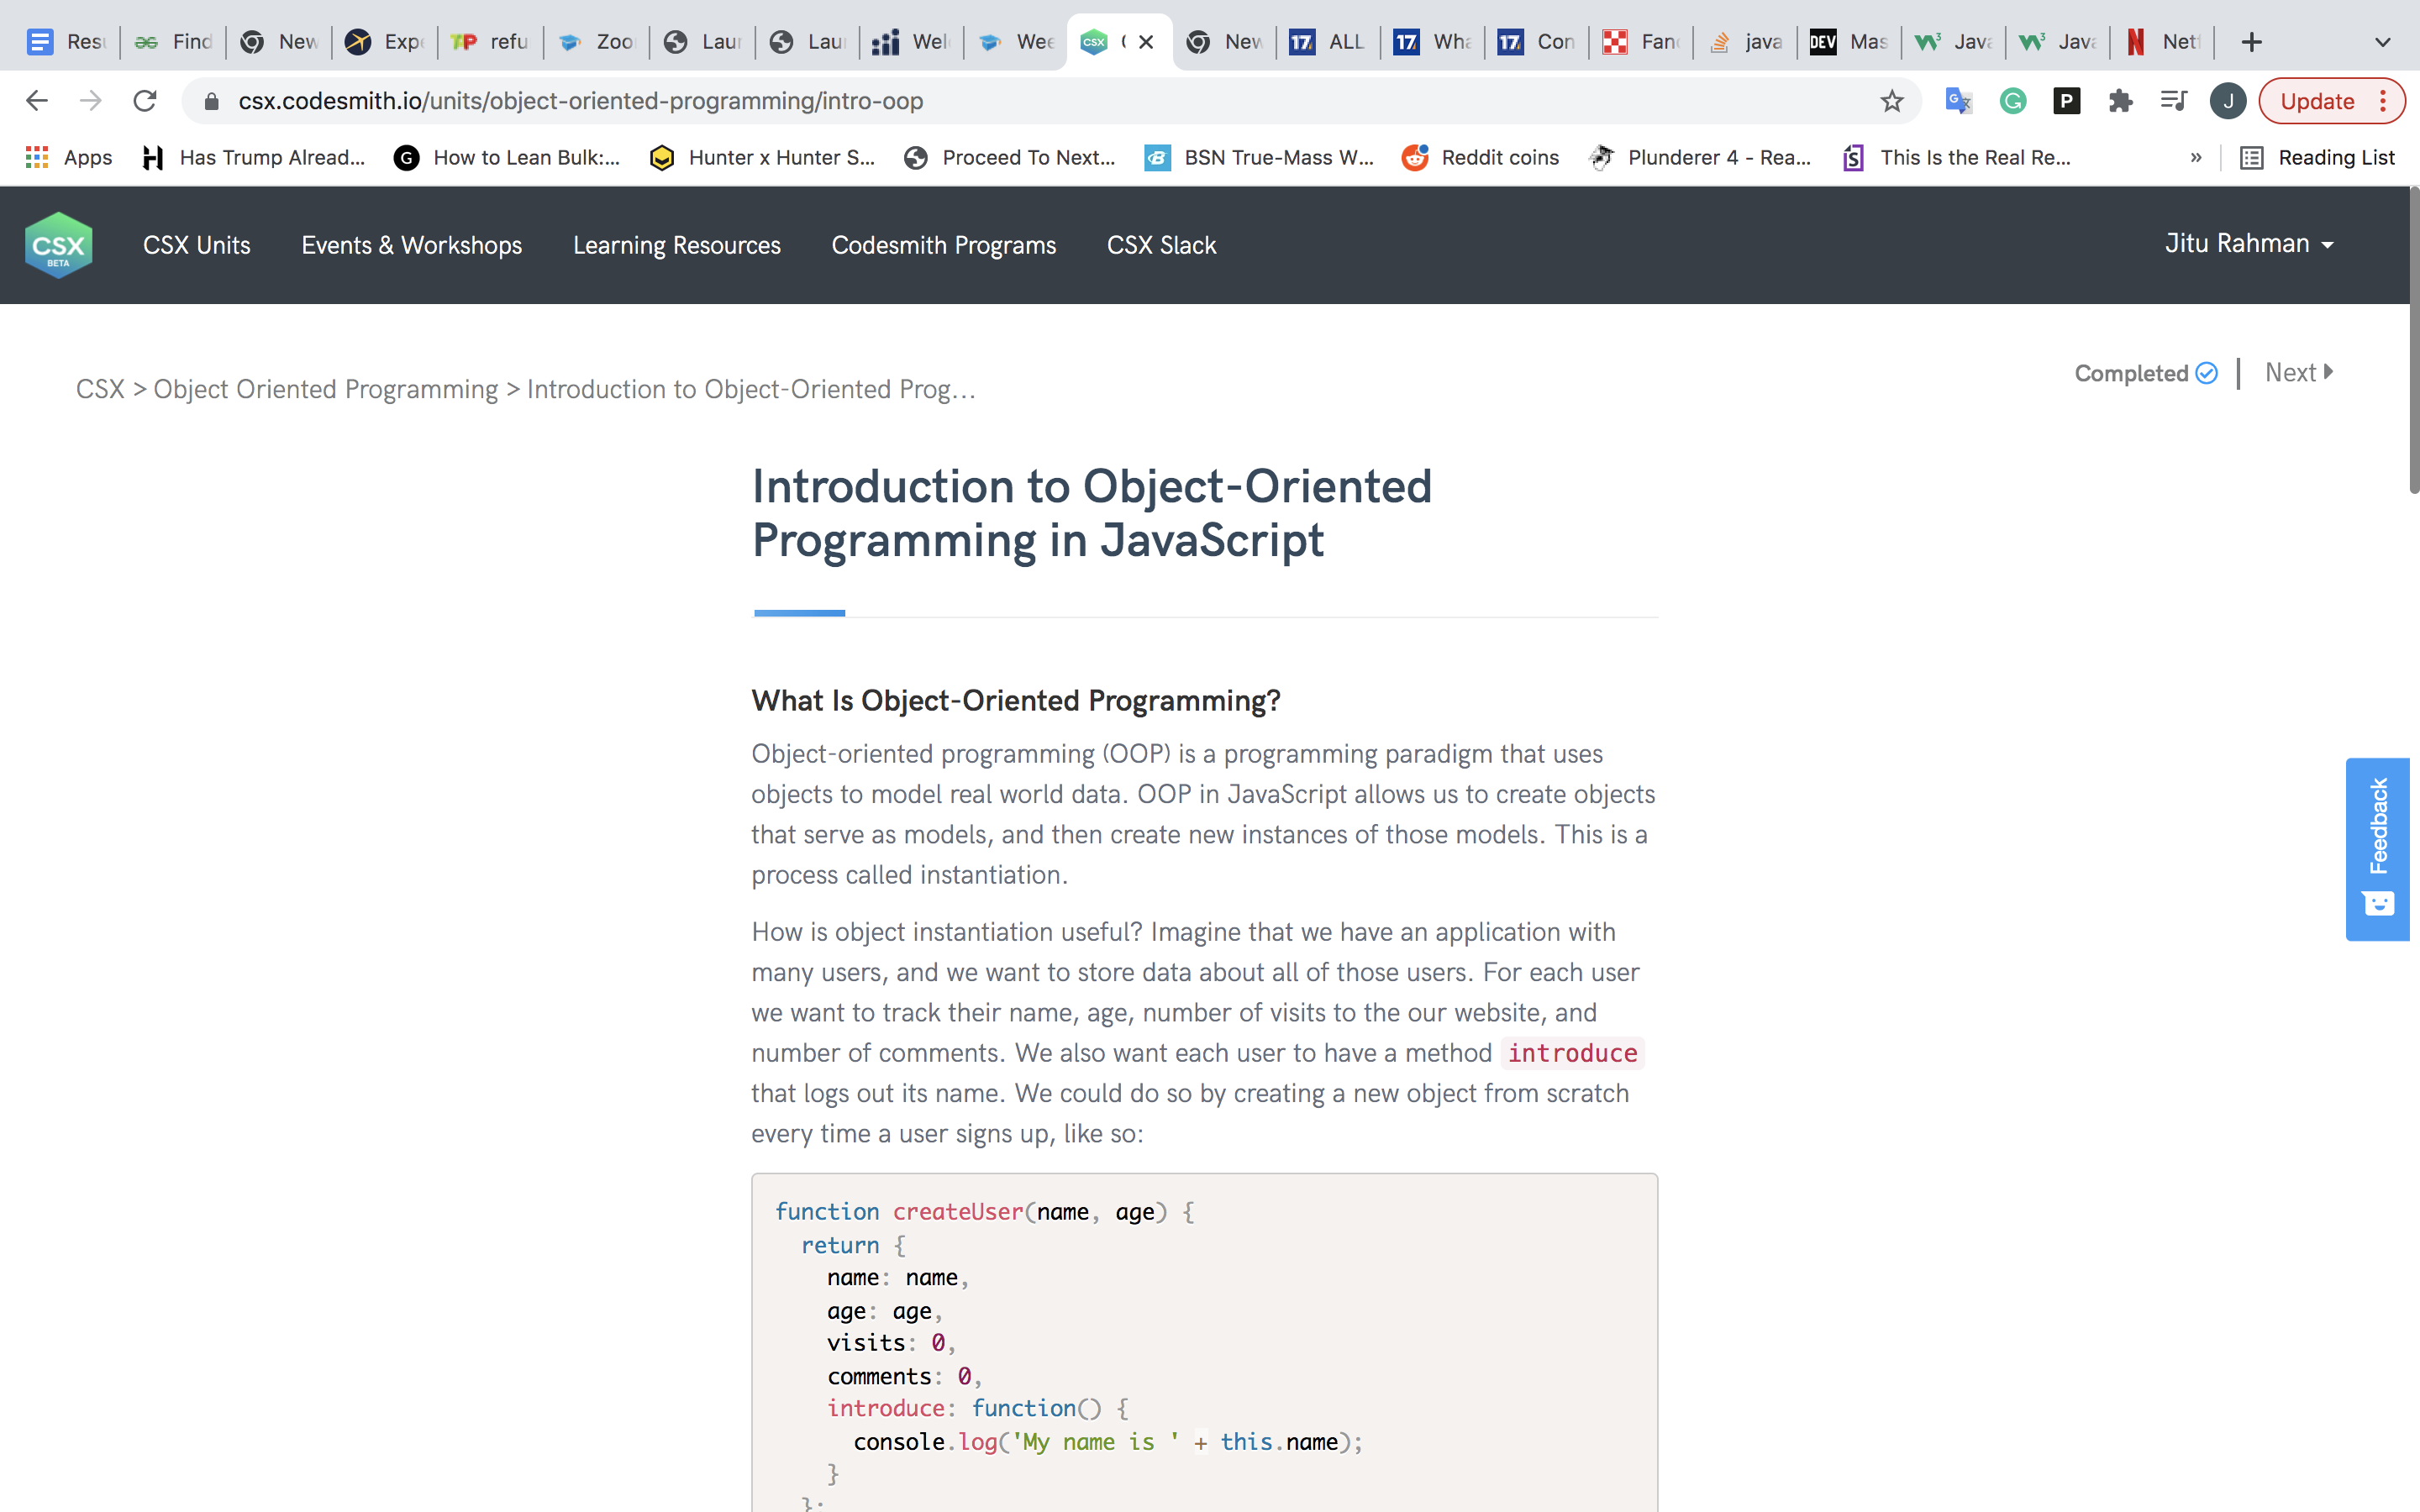 Resu Find New Expe TP refu Zoo Laun Laun Wel Wee CSX New 17 ALL 17 Wha 17 Con Fan java DEV Mas Java Java Net
csx.codesmith.io/units/object-oriented-programming/intro-oop
Update
Apps Has Trump Alread... How to Lean Bulk:... Hunter x Hunter S... Proceed To Next... BSN True-Mass W... Reddit coins Plunderer 4 - Rea... This Is the Real Re... » Reading List
CSX BETA CSX Units Events & Workshops Learning Resources Codesmith Programs CSX Slack Jitu Rahman
CSX > Object Oriented Programming > Introduction to Object-Oriented Prog...
Completed | Next
Introduction to Object-Oriented
Programming in JavaScript
What Is Object-Oriented Programming?
Object-oriented programming (OOP) is a programming paradigm that uses
objects to model real world data. OOP in JavaScript allows us to create objects
that serve as models, and then create new instances of those models. This is a
process called instantiation.
How is object instantiation useful? Imagine that we have an application with
many users, and we want to store data about all of those users. For each user
we want to track their name, age, number of visits to the our website, and
number of comments. We also want each user to have a method introduce
that logs out its name. We could do so by creating a new object from scratch
every time a user signs up, like so:
function createUser(name, age) {
return {
name: name,
age: age,
visits: 0,
comments: 0,
introduce: function() {
console.log('My name is ' + this.name);
}
};
Feedback